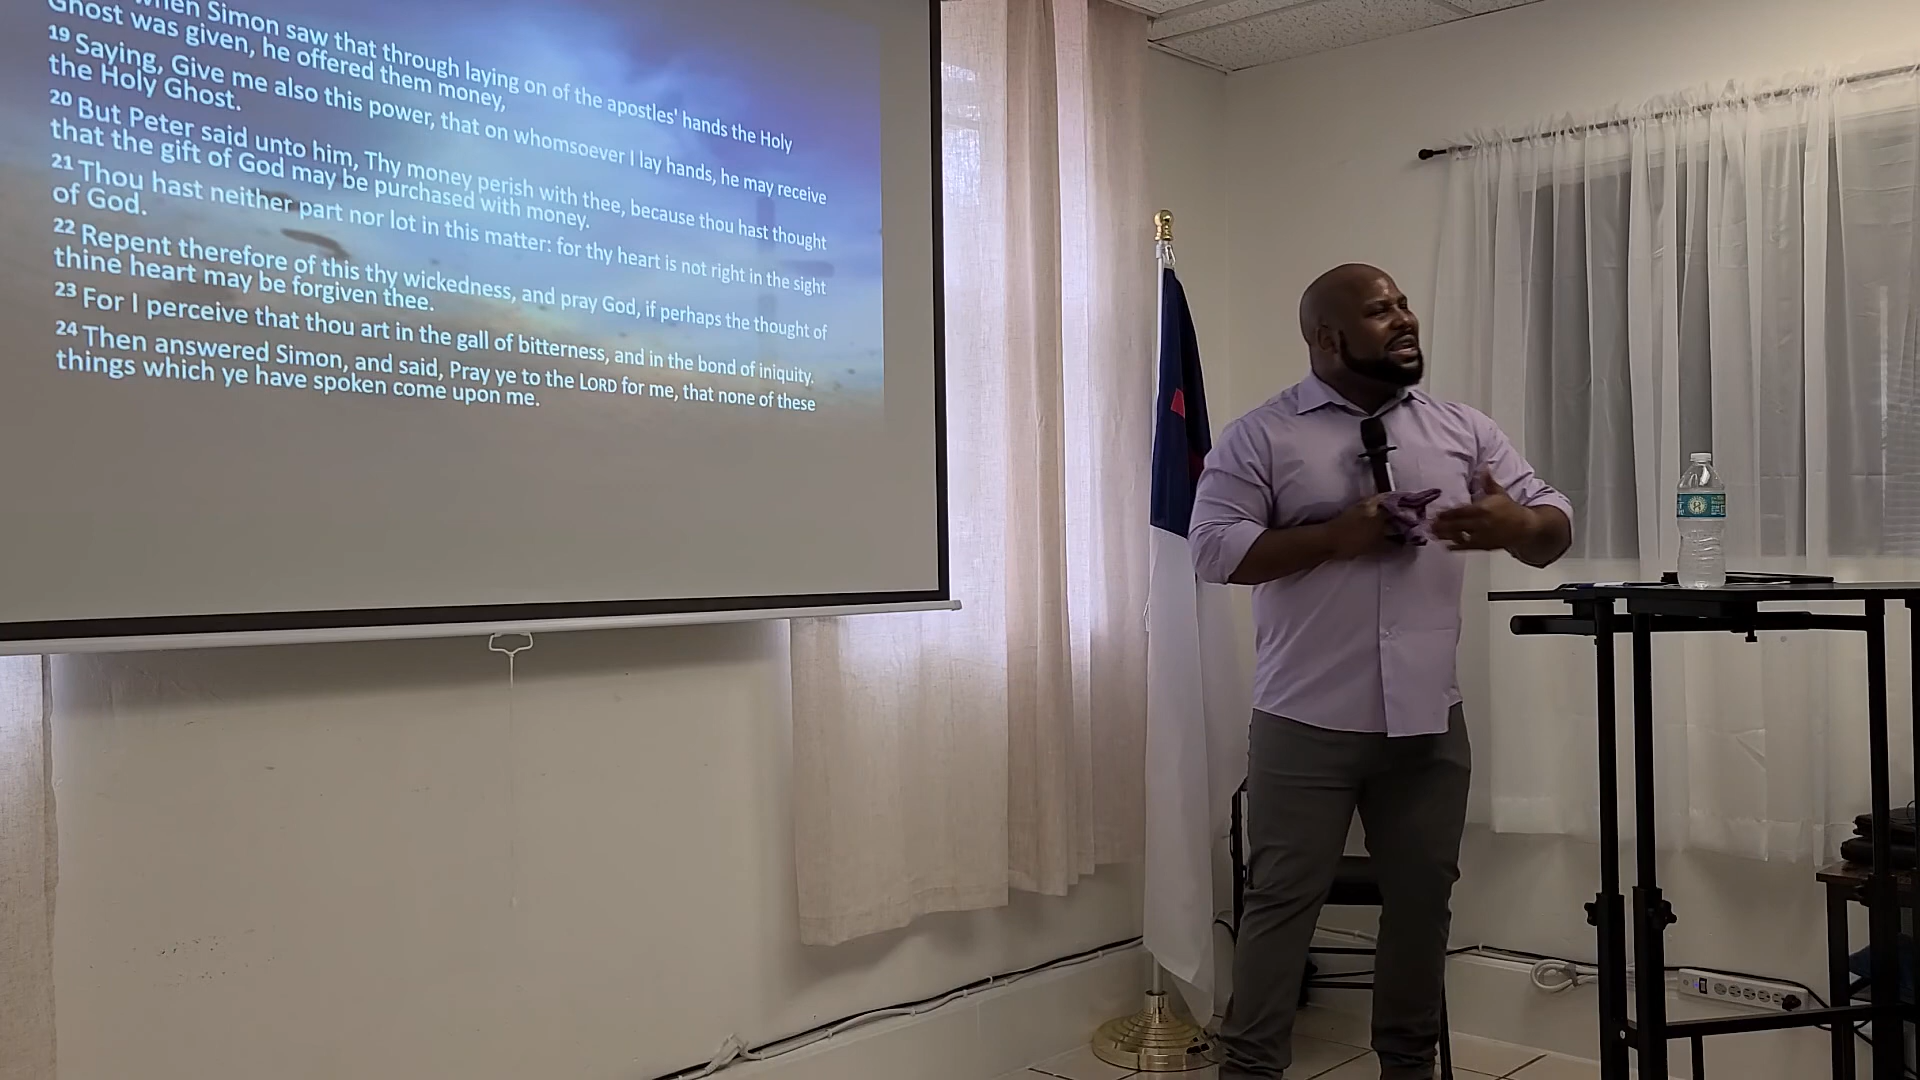 when Simon saw that through laying on of the apostles' hands the Holy
Ghost was given, he offered them money,
19 Saying, Give me also this power, that on whomsoever I lay hands, he may receive
the Holy Ghost.
20 But Peter said unto him, Thy money perish with thee, because thou hast thought
that the gift of God may be purchased with money.
21 Thou hast neither part nor lot in this matter: for thy heart is not right in the sight
of God.
22 Repent therefore of this thy wickedness, and pray God, if perhaps the thought of
thine heart may be forgiven thee.
23 For I perceive that thou art in the gall of bitterness, and in the bond of iniquity.
24 Then answered Simon, and said, Pray ye to the LORD for me, that none of these
things which ye have spoken come upon me.